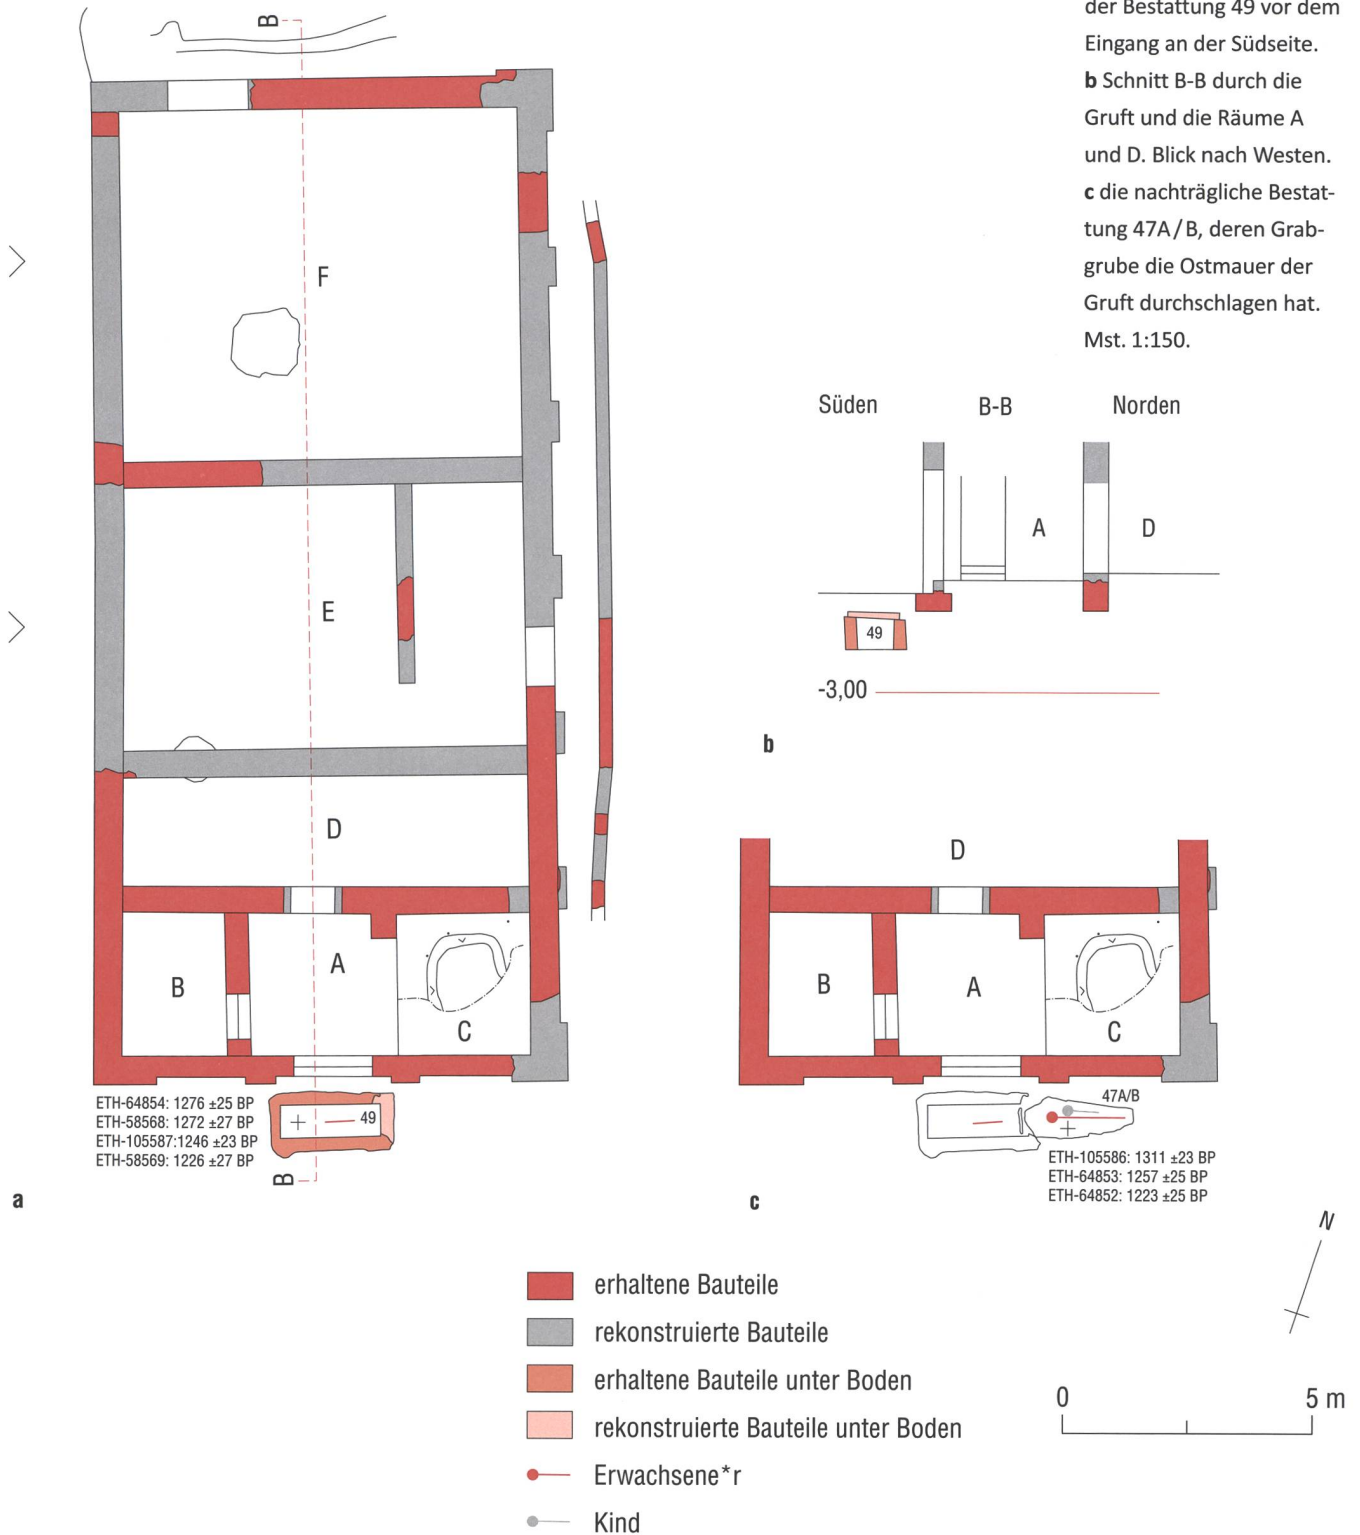 der Bestattung 49 vor dem
Eingang an der Südseite.
b Schnitt B-B durch die
Gruft und die Räume A
und D. Blick nach Westen.
c die nachträgliche Bestat-
tung 47A/B, deren Grab-
grube die Ostmauer der
Gruft durchschlagen hat.
Mst. 1:150.
B
F
E
D
A
B
C
49
ETH-64854: 1276 ±25 BP
ETH-58568: 1272 ±27 BP
ETH-105587:1246 ±23 BP
ETH-58569: 1226 ±27 BP
B
a
Süden
B-B
Norden
A
D
49
-3,00
b
D
B
A
C
47A/B
ETH-105586: 1311 ±23 BP
ETH-64853: 1257 ±25 BP
ETH-64852: 1223 ±25 BP
c
N
erhaltene Bauteile
rekonstruierte Bauteile
erhaltene Bauteile unter Boden
rekonstruierte Bauteile unter Boden
Erwachsene*r
Kind
0
5 m